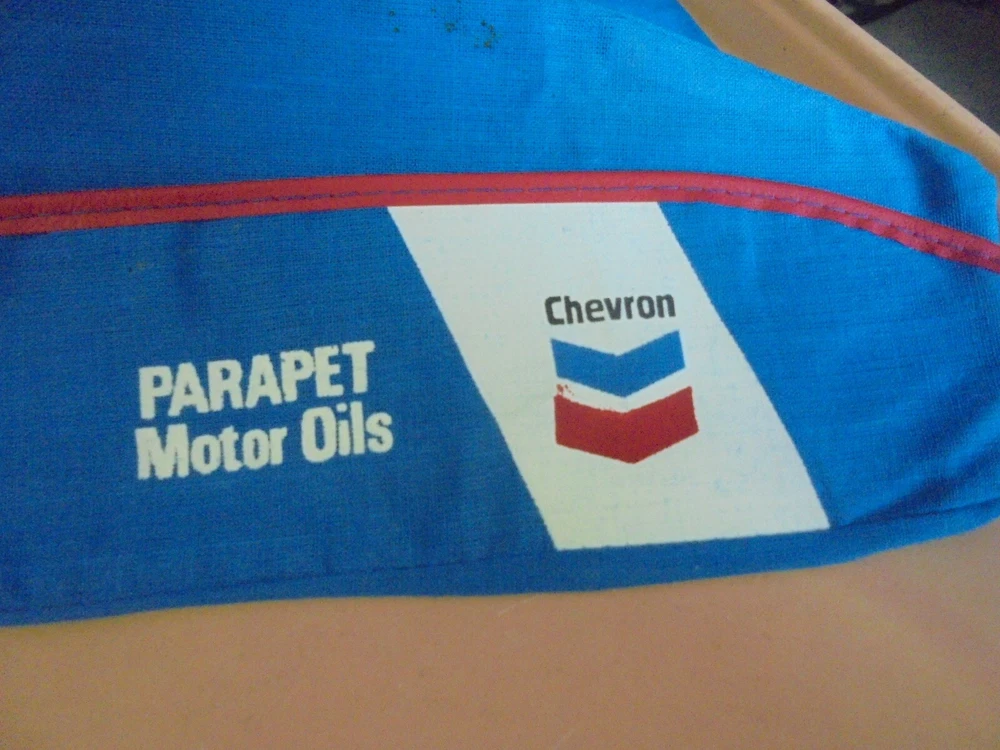 PARAPET
Motor Oils
Chevron